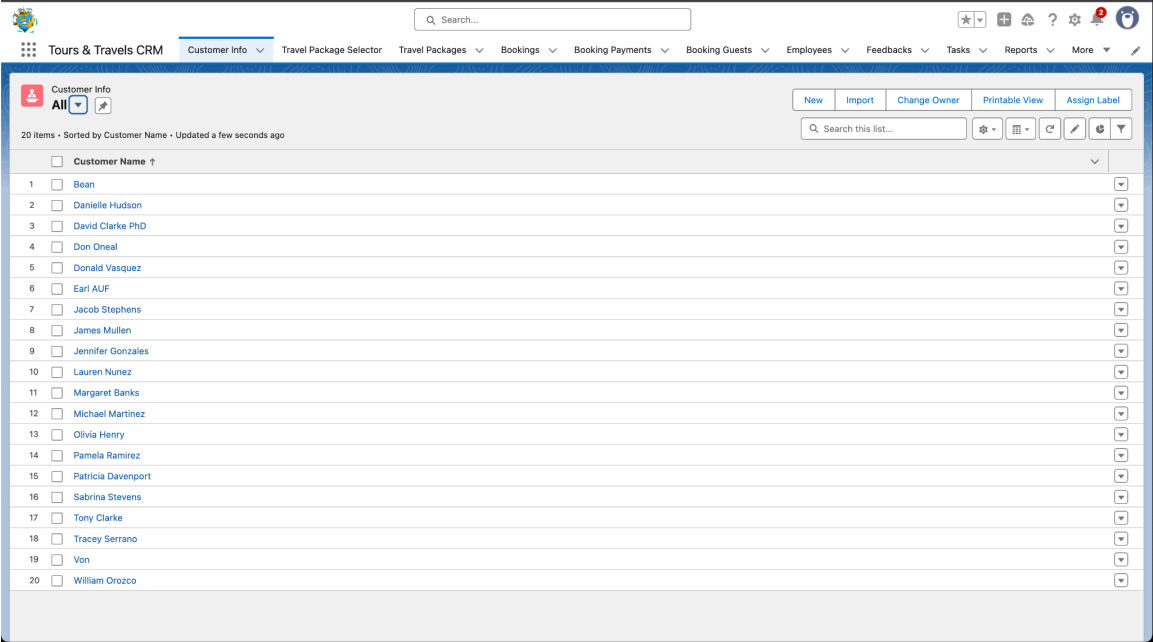 Search...
2
Tours & Travels CRM Customer Info Travel Package Selector Travel Packages Bookings Booking Payments Booking Guests Employees Feedbacks Tasks Reports More
Customer Info
All
New Import Change Owner Printable View Assign Label
20 items • Sorted by Customer Name • Updated a few seconds ago
Search this list...
Customer Name
1 Bean
2 Danielle Hudson
3 David Clarke PhD
4 Don Oneal
5 Donald Vasquez
6 Earl AUF
7 Jacob Stephens
8 James Mullen
9 Jennifer Gonzales
10 Lauren Nunez
11 Margaret Banks
12 Michael Martinez
13 Olivia Henry
14 Pamela Ramirez
15 Patricia Davenport
16 Sabrina Stevens
17 Tony Clarke
18 Tracey Serrano
19 Von
20 William Orozco